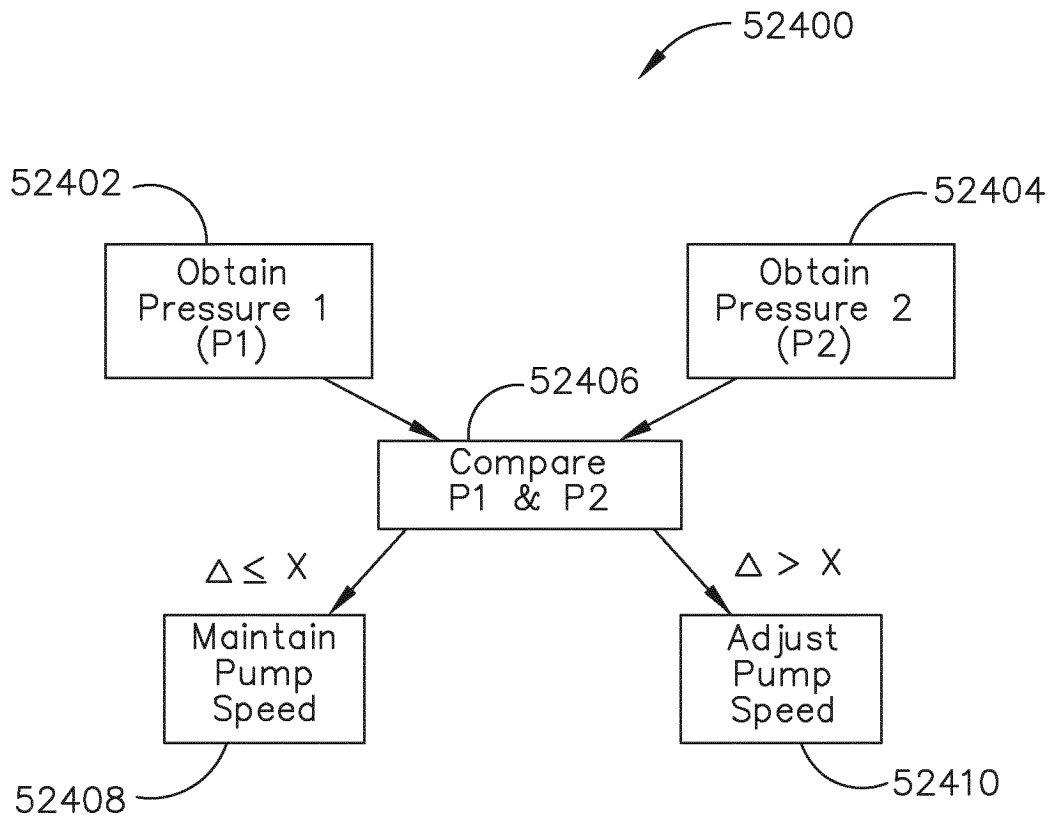 52400
52402
52404
Obtain
Pressure 1
(P1)
Obtain
Pressure 2
(P2)
52406
Compare
P1 & P2
Δ ≤ X
Δ > X
Maintain
Pump
Speed
Adjust
Pump
Speed
52408
52410